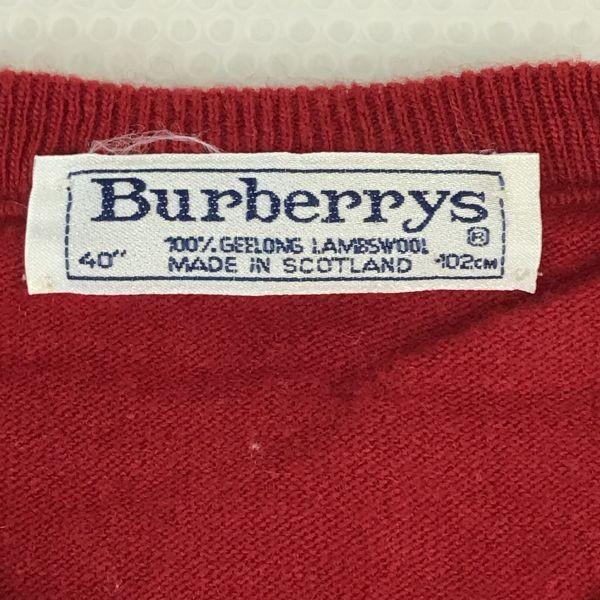 Burberrys ®
100% GEELONG LAMBSWOOL
40" MADE IN SCOTLAND 102CM